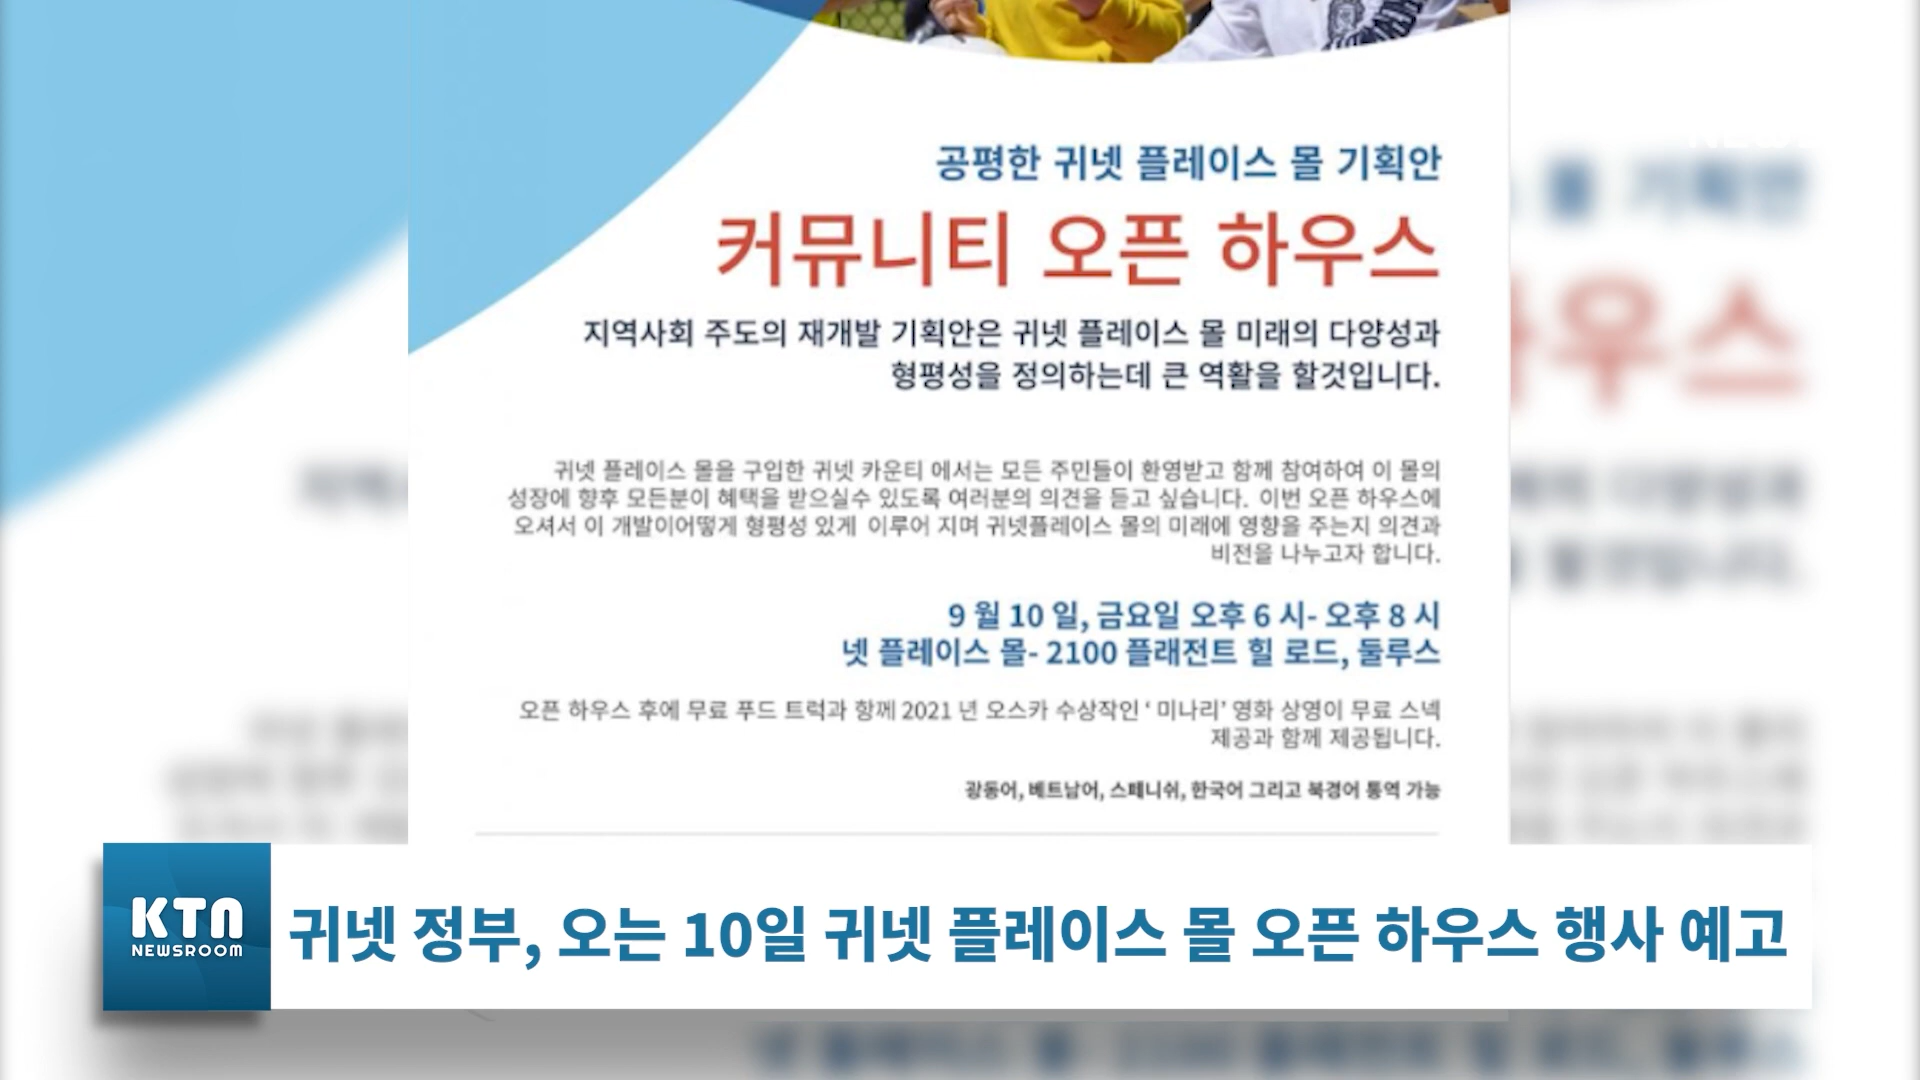 공평한 귀넷 플레이스 몰 기획안
커뮤니티 오픈 하우스
지역사회 주도의 재개발 기획안은 귀넷 플레이스 몰 미래의 다양성과
형평성을 정의하는데 큰 역활을 할것입니다.
귀넷 플레이스 몰을 구입한 귀넷 카운티 에서는 모든 주민들이 환영받고 함께 참여하여 이 몰의
성장에 향후 모든분이 혜택을 받으실수 있도록 여러분의 의견을 듣고 싶습니다. 이번 오픈 하우스에
오셔서 이 개발이어떻게 형평성 있게 이루어 지며 귀넷플레이스 몰의 미래에 영향을 주는지 의견과
비전을 나누고자 합니다.
9 월 10 일, 금요일 오후 6 시- 오후 8 시
넷 플레이스 몰- 2100 플래전트 힐 로드, 둘루스
오픈 하우스 후에 무료 푸드 트럭과 함께 2021 년 오스카 수상작인 ‘ 미나리’ 영화 상영이 무료 스넥
제공과 함께 제공됩니다.
광동어, 베트남어, 스페니쉬, 한국어 그리고 북경어 통역 가능
KTN
NEWSROOM
귀넷 정부, 오는 10일 귀넷 플레이스 몰 오픈 하우스 행사 예고